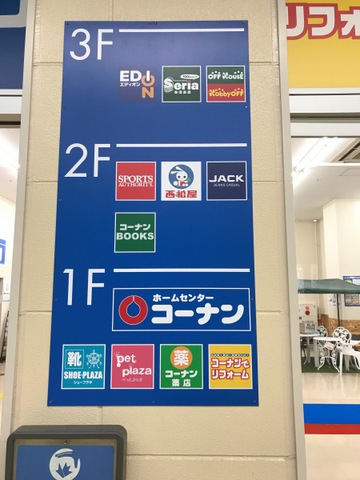 3F
EDION
エディオン
Seria
OFF HOUSE
HobbyOFF
リフォ
2F
SPORTS
AUTHORITY
西松屋
JACK
JEANS CASUAL
コーナン
BOOKS
1F
ホームセンター
コーナン
靴
SHOE・PLAZA
シュープラザ
pet
plaza
ペットプラザ
薬
コーナン
薬店
コーナンで
リフォーム